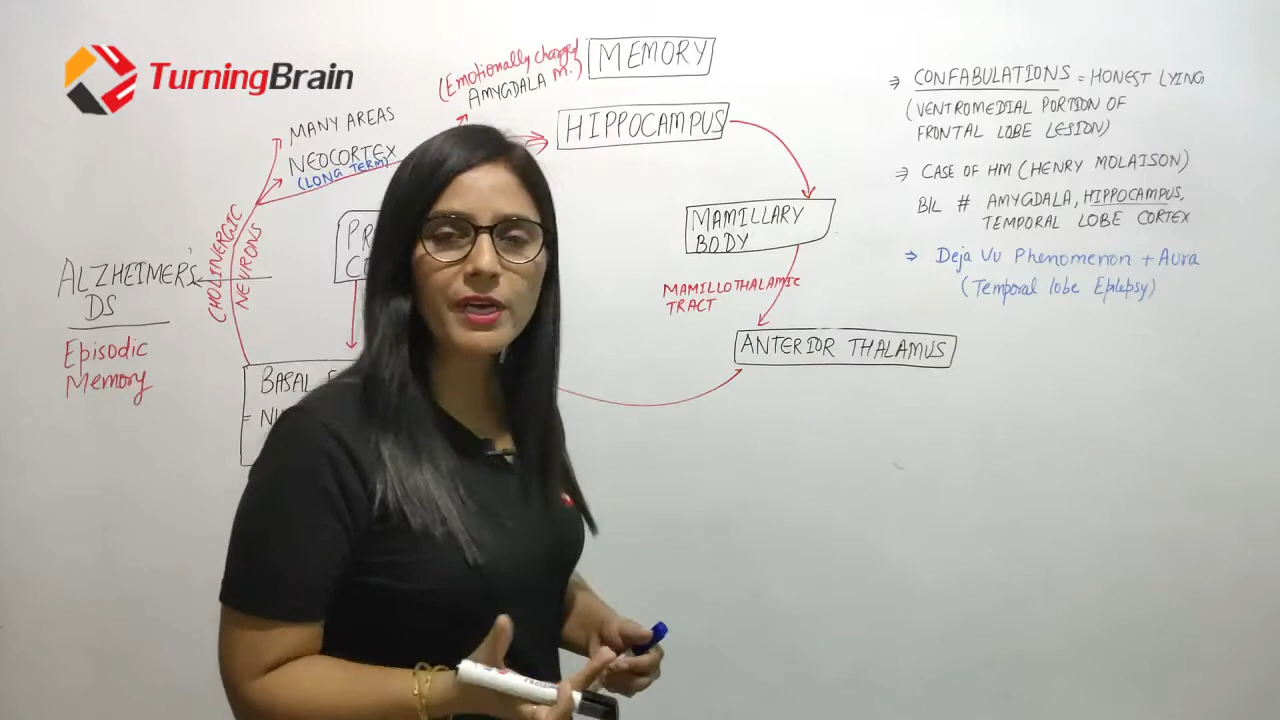 TurningBrain
(Emotionally charged
AMYGDALA m.)
MEMORY
MANY AREAS
NEOCORTEX
(LONG TERM)
HIPPOCAMPUS
MAMILLARY
BODY
MAMILLOTHALAMIC
TRACT
ANTERIOR THALAMUS
CHOLINERGIC
NEURONS
ALZHEIMER'S
DS
Episodic
Memory
BASAL
⇒ CONFABULATIONS = HONEST LYING
(VENTROMEDIAL PORTION OF
FRONTAL LOBE LESION)
⇒ CASE OF HM (HENRY MOLAISON)
B/L # AMYGDALA, HIPPOCAMPUS,
TEMPORAL LOBE CORTEX
⇒ Deja Vu Phenomenon + Aura
(Temporal lobe Epilepsy)